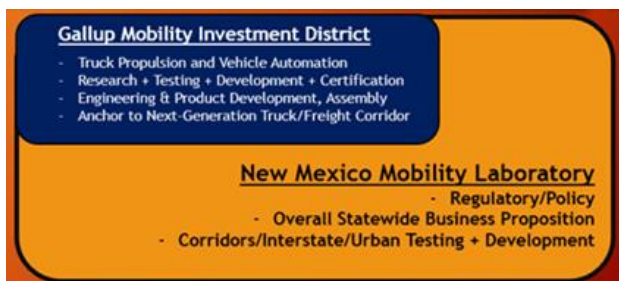 Gallup Mobility Investment District
- Truck Propulsion and Vehicle Automation
- Research + Testing + Development + Certification
- Engineering & Product Development, Assembly
- Anchor to Next-Generation Truck/Freight Corridor
New Mexico Mobility Laboratory
- Regulatory/Policy
- Overall Statewide Business Proposition
- Corridors/Interstate/Urban Testing + Development